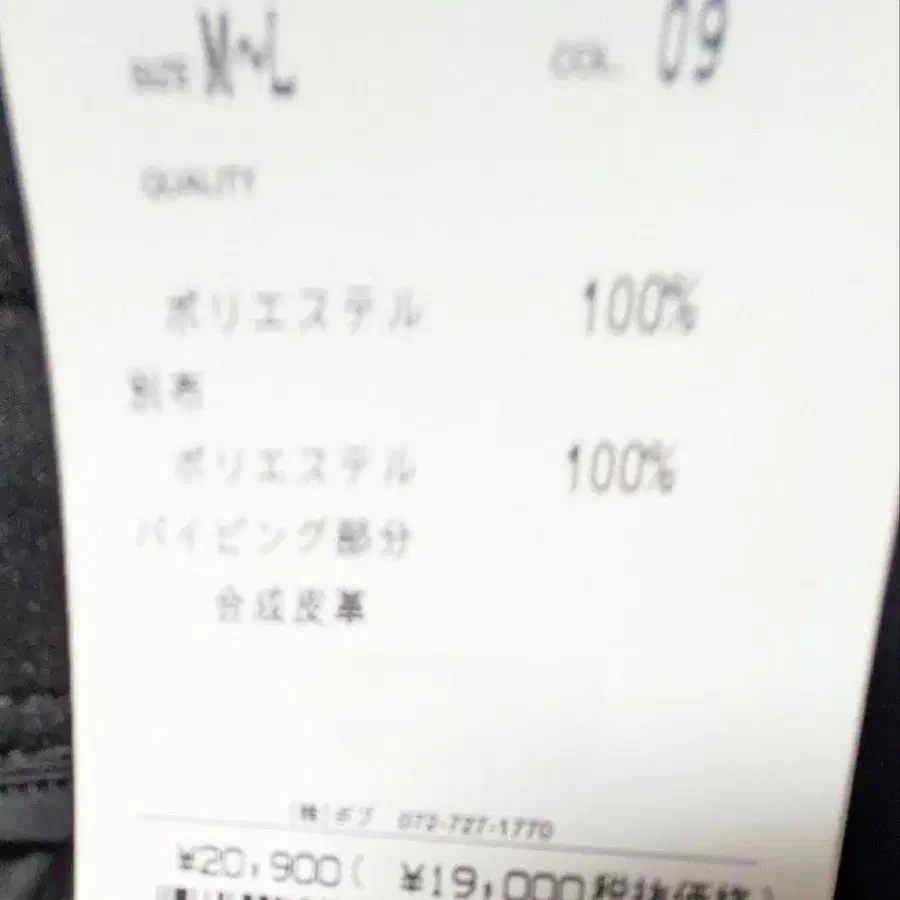 SIZE M~L COL. 09
QUALITY
ポリエステル 100%
別布
ポリエステル 100%
パイピング部分
合成皮革
(株)ボブ 072-727-1770
¥20,900( ¥19,000税抜価格)